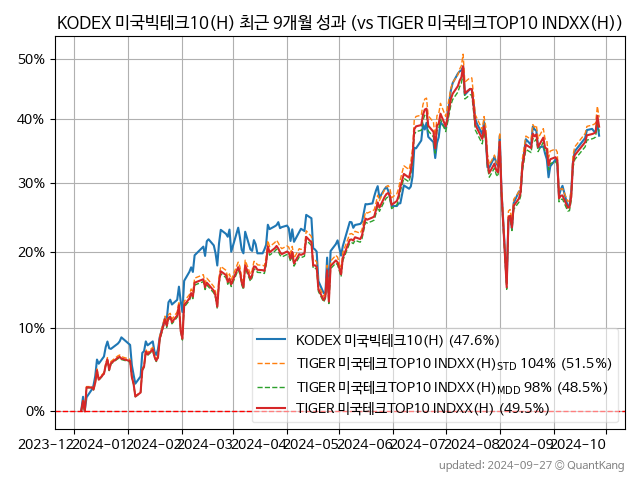 KODEX 미국빅테크10(H) 최근 9개월 성과 (vs TIGER 미국테크TOP10 INDXX(H))
50%
40%
30%
20%
10%
0%
KODEX 미국빅테크10(H) (47.6%)
TIGER 미국테크TOP10 INDXX(H)STD 104% (51.5%)
TIGER 미국테크TOP10 INDXX(H)MDD 98% (48.5%)
TIGER 미국테크TOP10 INDXX(H) (49.5%)
2023-12 2024-01 2024-02 2024-03 2024-04 2024-05 2024-06 2024-07 2024-08 2024-09 2024-10
updated: 2024-09-27 © QuantKang